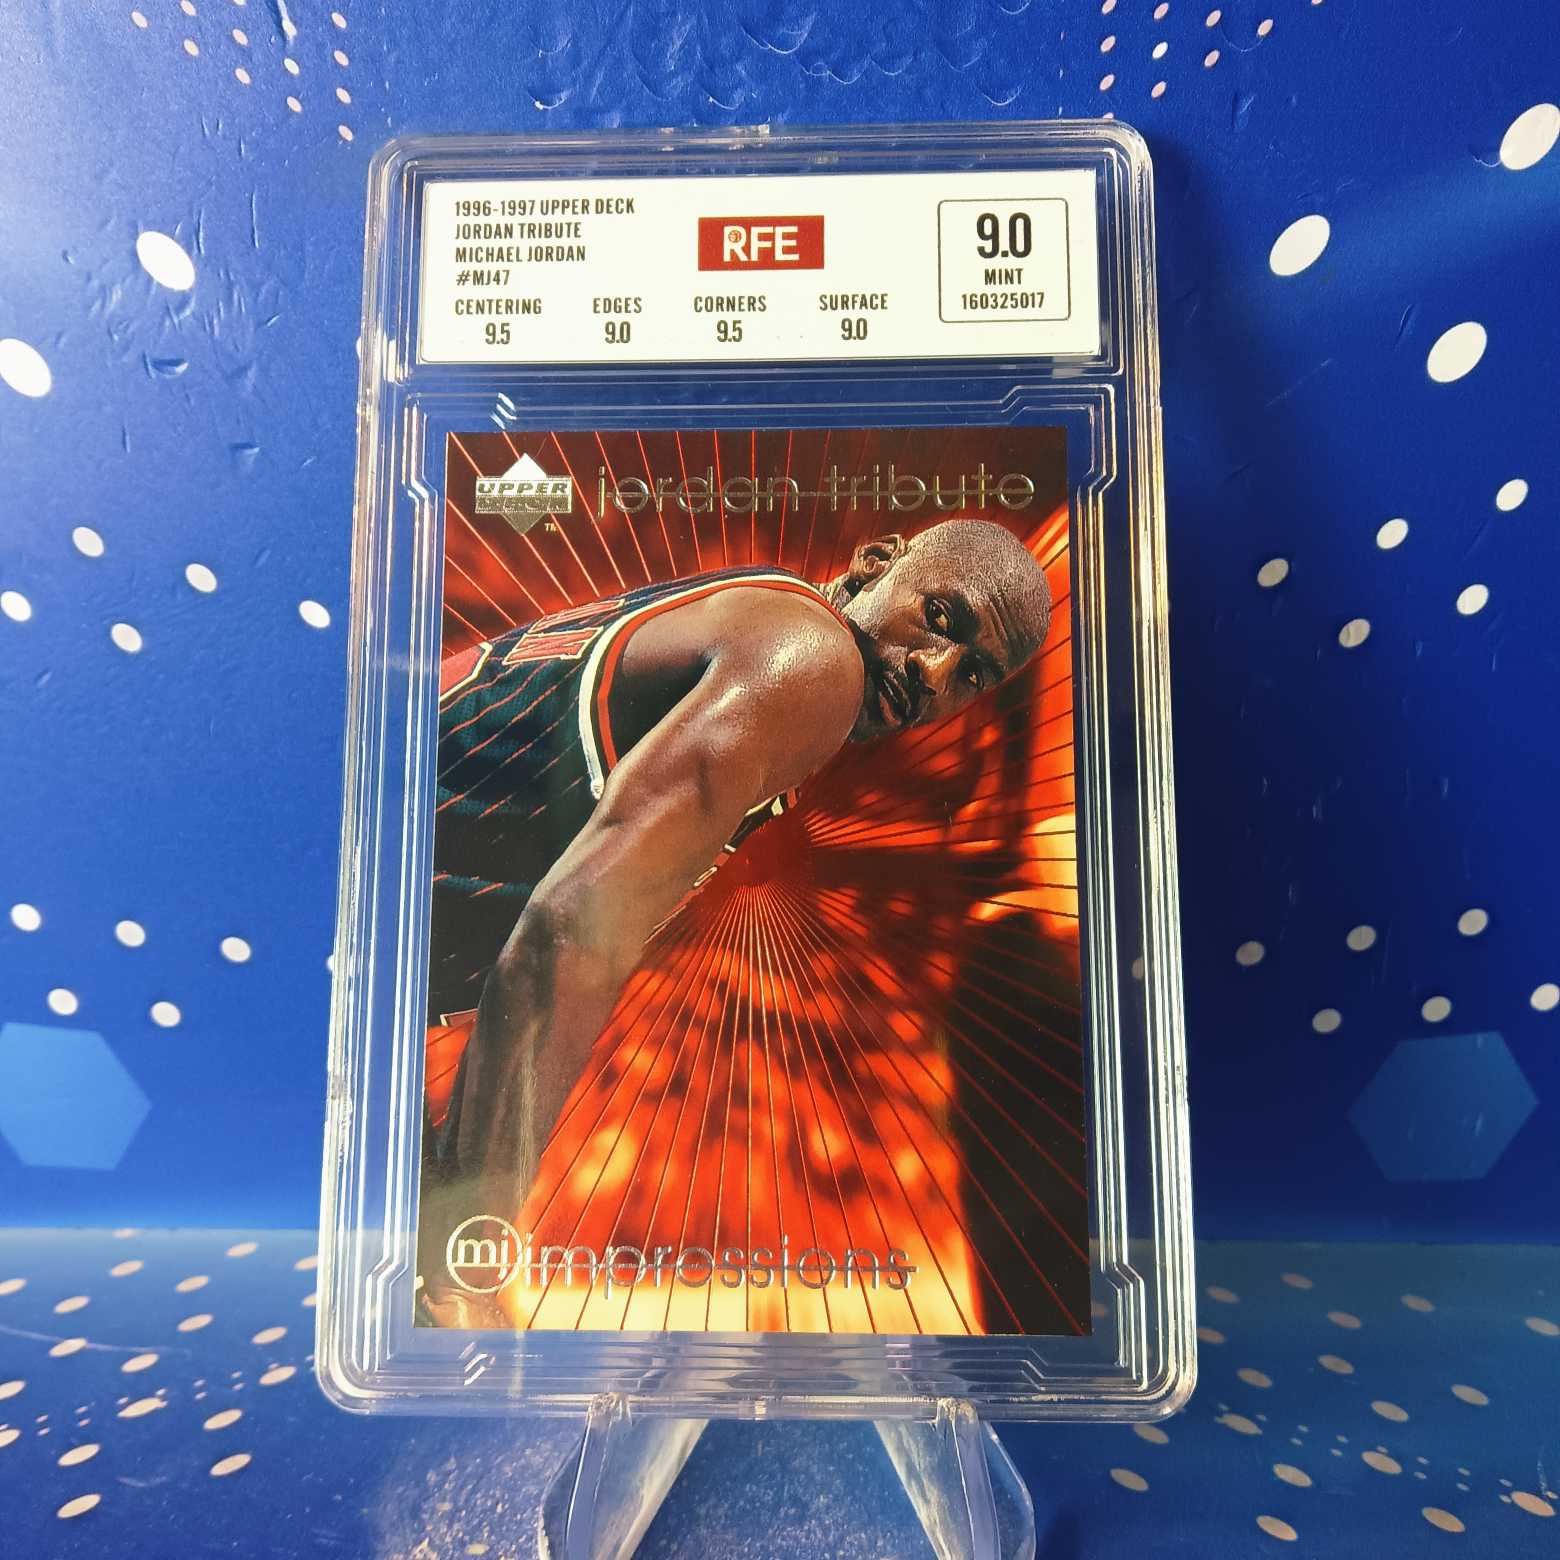 1996-1997 UPPER DECK
JORDAN TRIBUTE
MICHAEL JORDAN
#MJ47
RFE
9.0
MINT
160325017
CENTERING EDGES CORNERS SURFACE
9.5 9.0 9.5 9.0
UPPER
DECK
TM
jordan tribute
mj impressions